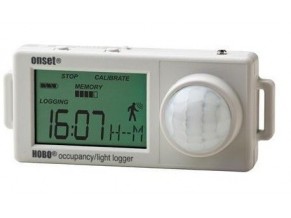 onset®
STOP CALIBRATE
MEMORY
LOGGING
16:07 H--M
HOBO® occupancy/light logger